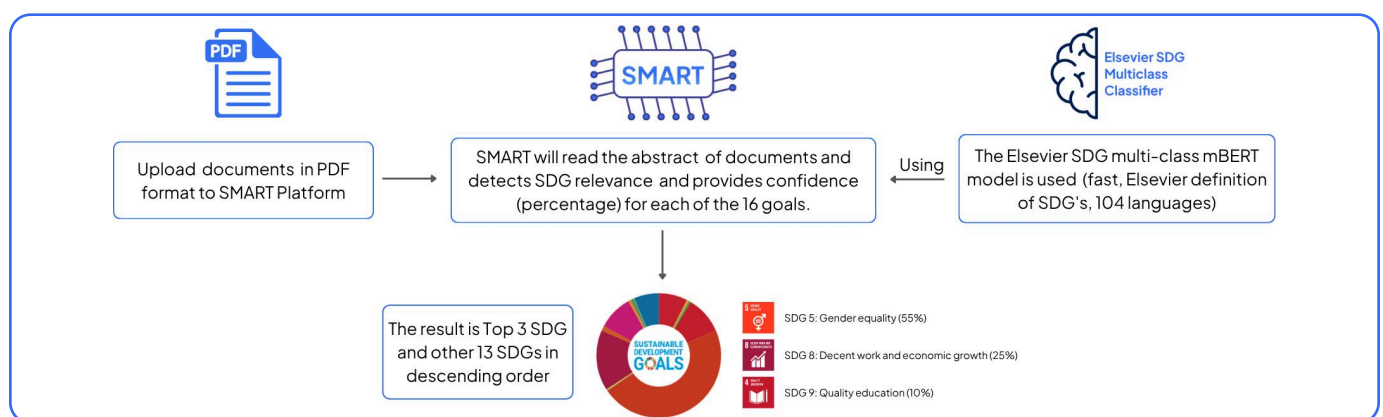 PDF
SMART
Elsevier SDG
Multiclass
Classifier
Upload documents in PDF
format to SMART Platform
SMART will read the abstract of documents and
detects SDG relevance and provides confidence
(percentage) for each of the 16 goals.
Using
The Elsevier SDG multi-class mBERT
model is used (fast, Elsevier definition
of SDG's, 104 languages)
The result is Top 3 SDG
and other 13 SDGs in
descending order
SUSTAINABLE
DEVELOPMENT
GOALS
5
SDG 5: Gender equality (55%)
8
SDG 8: Decent work and economic growth (25%)
4
SDG 9: Quality education (10%)